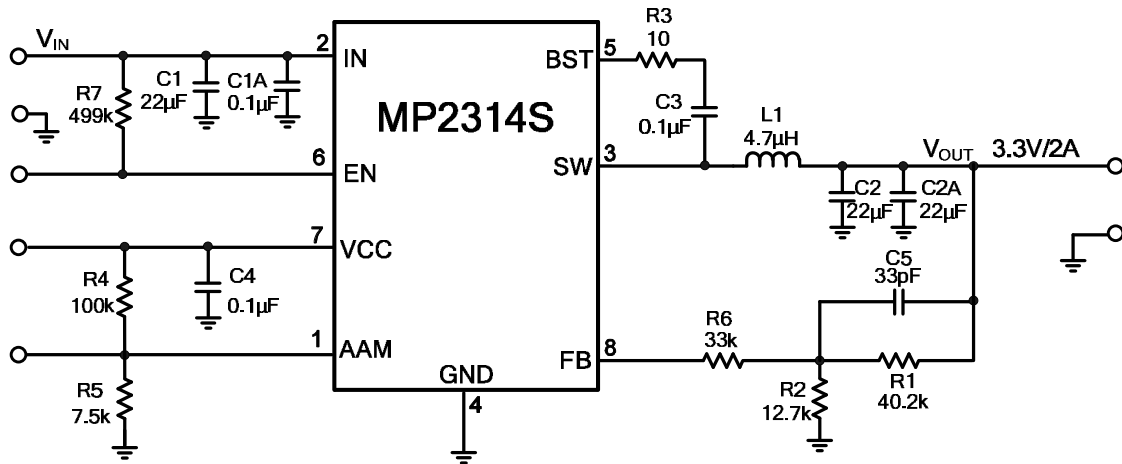 VIN
R7
499k
C1
22µF
C1A
0.1µF
2
IN
6
EN
7
VCC
R4
100k
C4
0.1µF
1
AAM
R5
7.5k
MP2314S
GND
4
BST
5
R3
10
C3
0.1µF
SW
3
L1
4.7µH
VOUT
3.3V/2A
C2
22µF
C2A
22µF
C5
33pF
FB
8
R6
33k
R2
12.7k
R1
40.2k